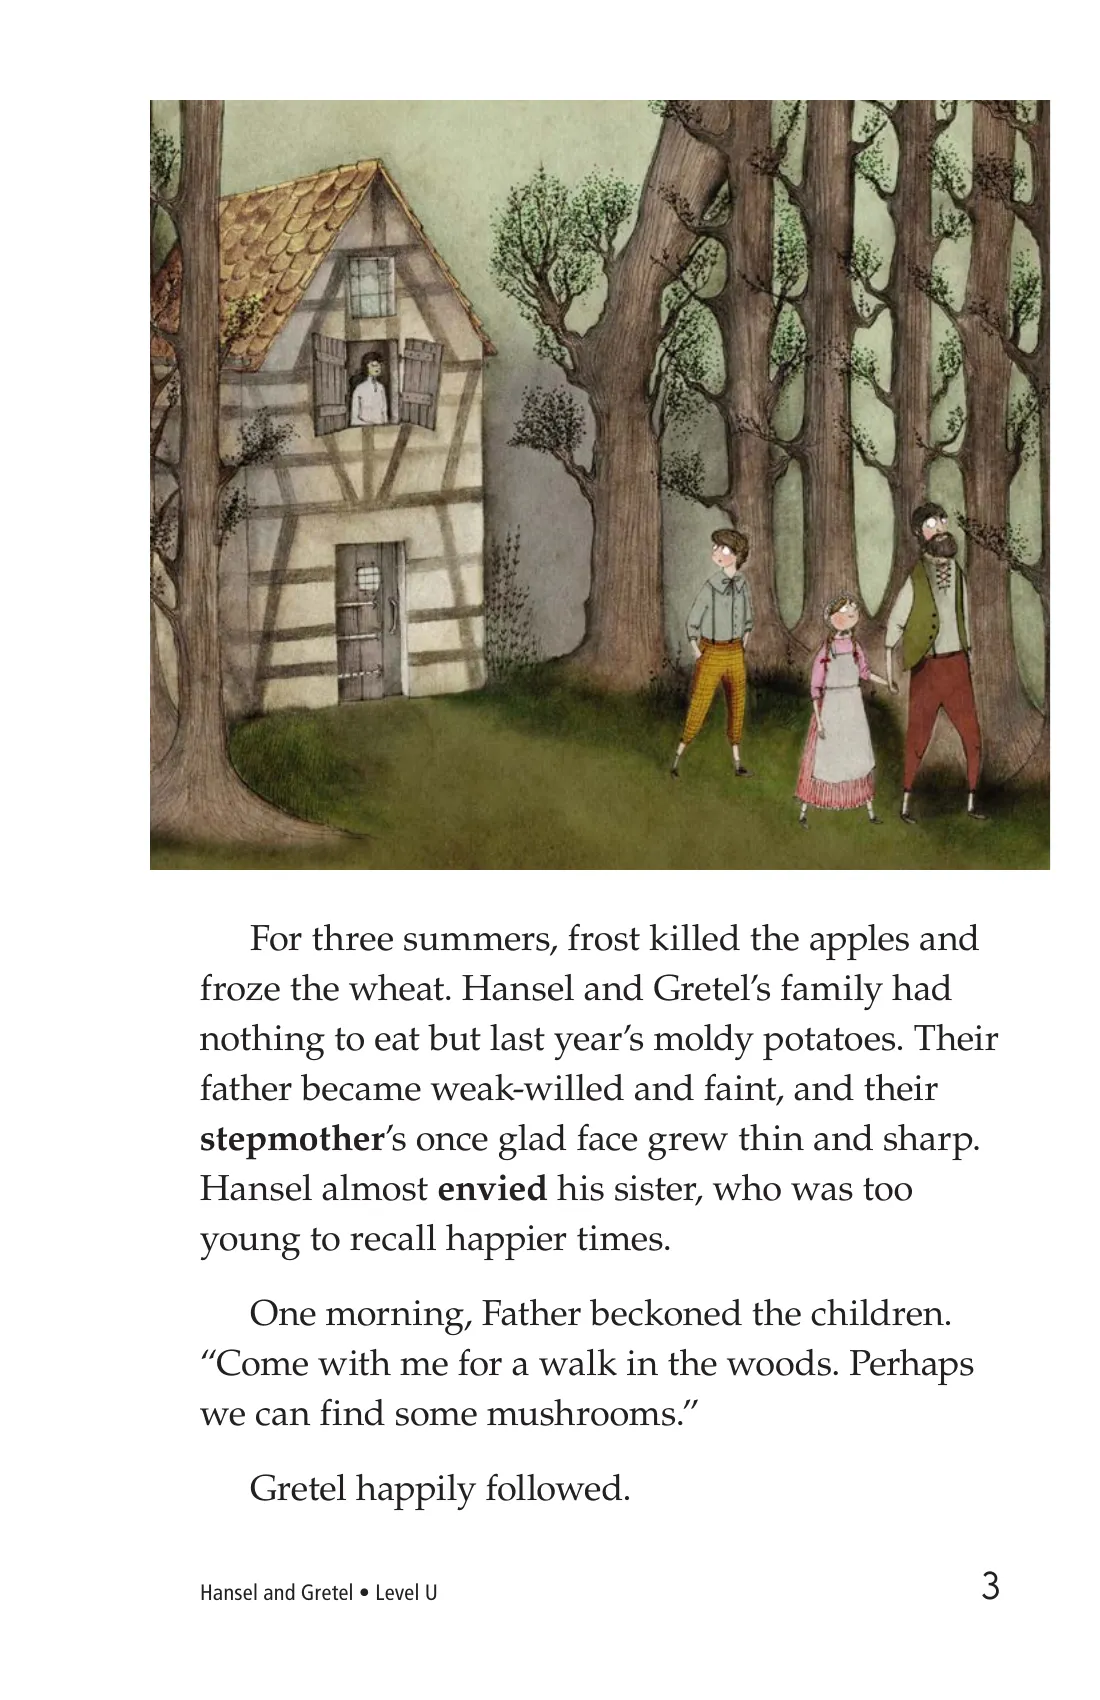 For three summers, frost killed the apples and
froze the wheat. Hansel and Gretel’s family had
nothing to eat but last year’s moldy potatoes. Their
father became weak-willed and faint, and their
stepmother’s once glad face grew thin and sharp.
Hansel almost envied his sister, who was too
young to recall happier times.
One morning, Father beckoned the children.
“Come with me for a walk in the woods. Perhaps
we can find some mushrooms.”
Gretel happily followed.
Hansel and Gretel • Level U 3